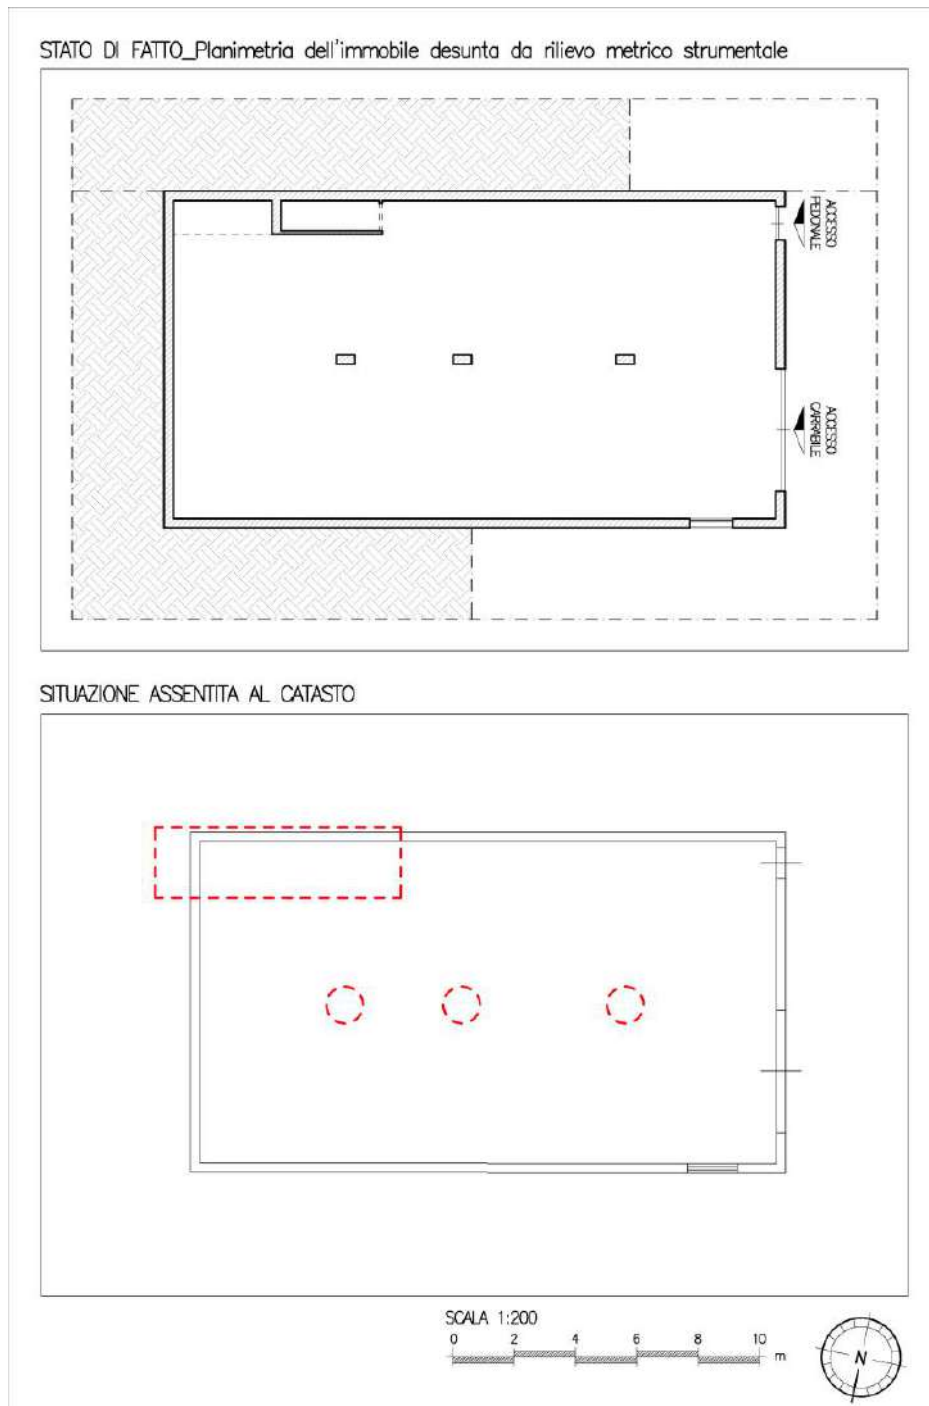 STATO DI FATTO_Planimetria dell'immobile desunta da rilievo metrico strumentale
ACCESSO
PEDONALE
ACCESSO
CARRABILE
SITUAZIONE ASSENTITA AL CATASTO
SCALA 1:200
0 2 4 6 8 10
m
N